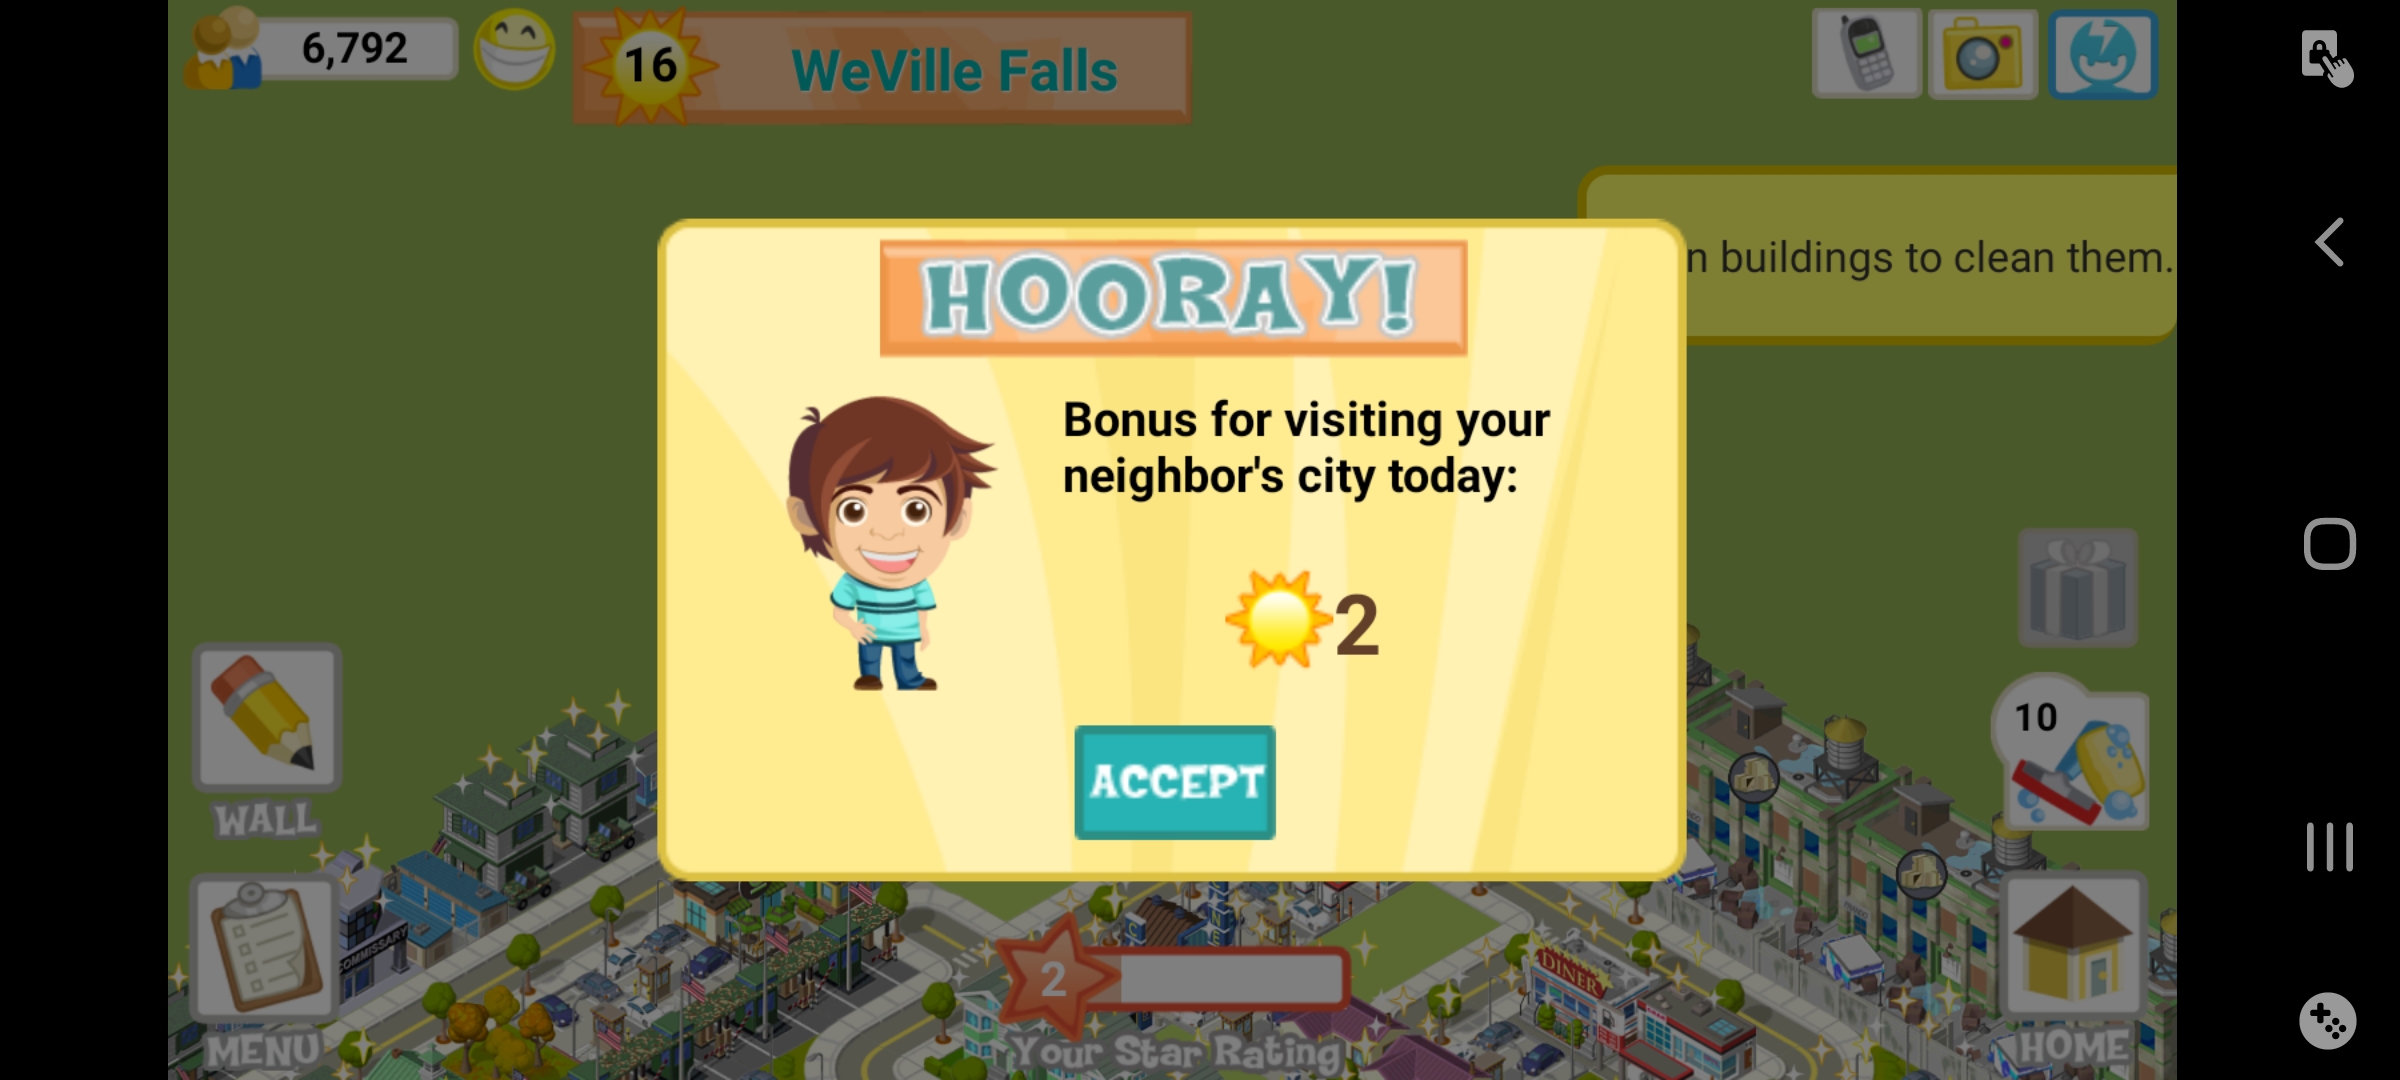 6,792
16
WeVille Falls
n buildings to clean them.
HOORAY!
Bonus for visiting your
neighbor's city today:
2
ACCEPT
10
WALL
COMMISSARY
DINER
2
MENU
Your Star Rating
HOME